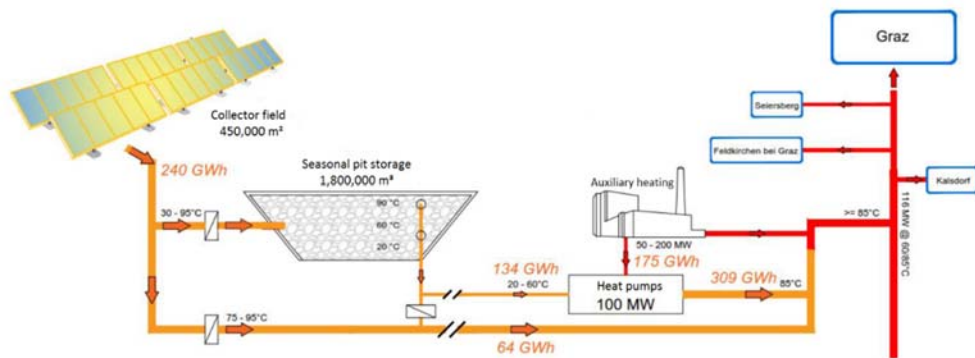 Graz
Seiersberg
Feldkirchen bei Graz
Kalsdorf
Collector field
450,000 m²
240 GWh
Seasonal pit storage
1,800,000 m³
Auxiliary heating
30 - 95°C
90 °C
60 °C
20 °C
>= 85°C
116 MW @ 60/85°C
50 - 200 MW
134 GWh
175 GWh
309 GWh
20 - 60°C
Heat pumps
100 MW
85°C
75 - 95°C
64 GWh